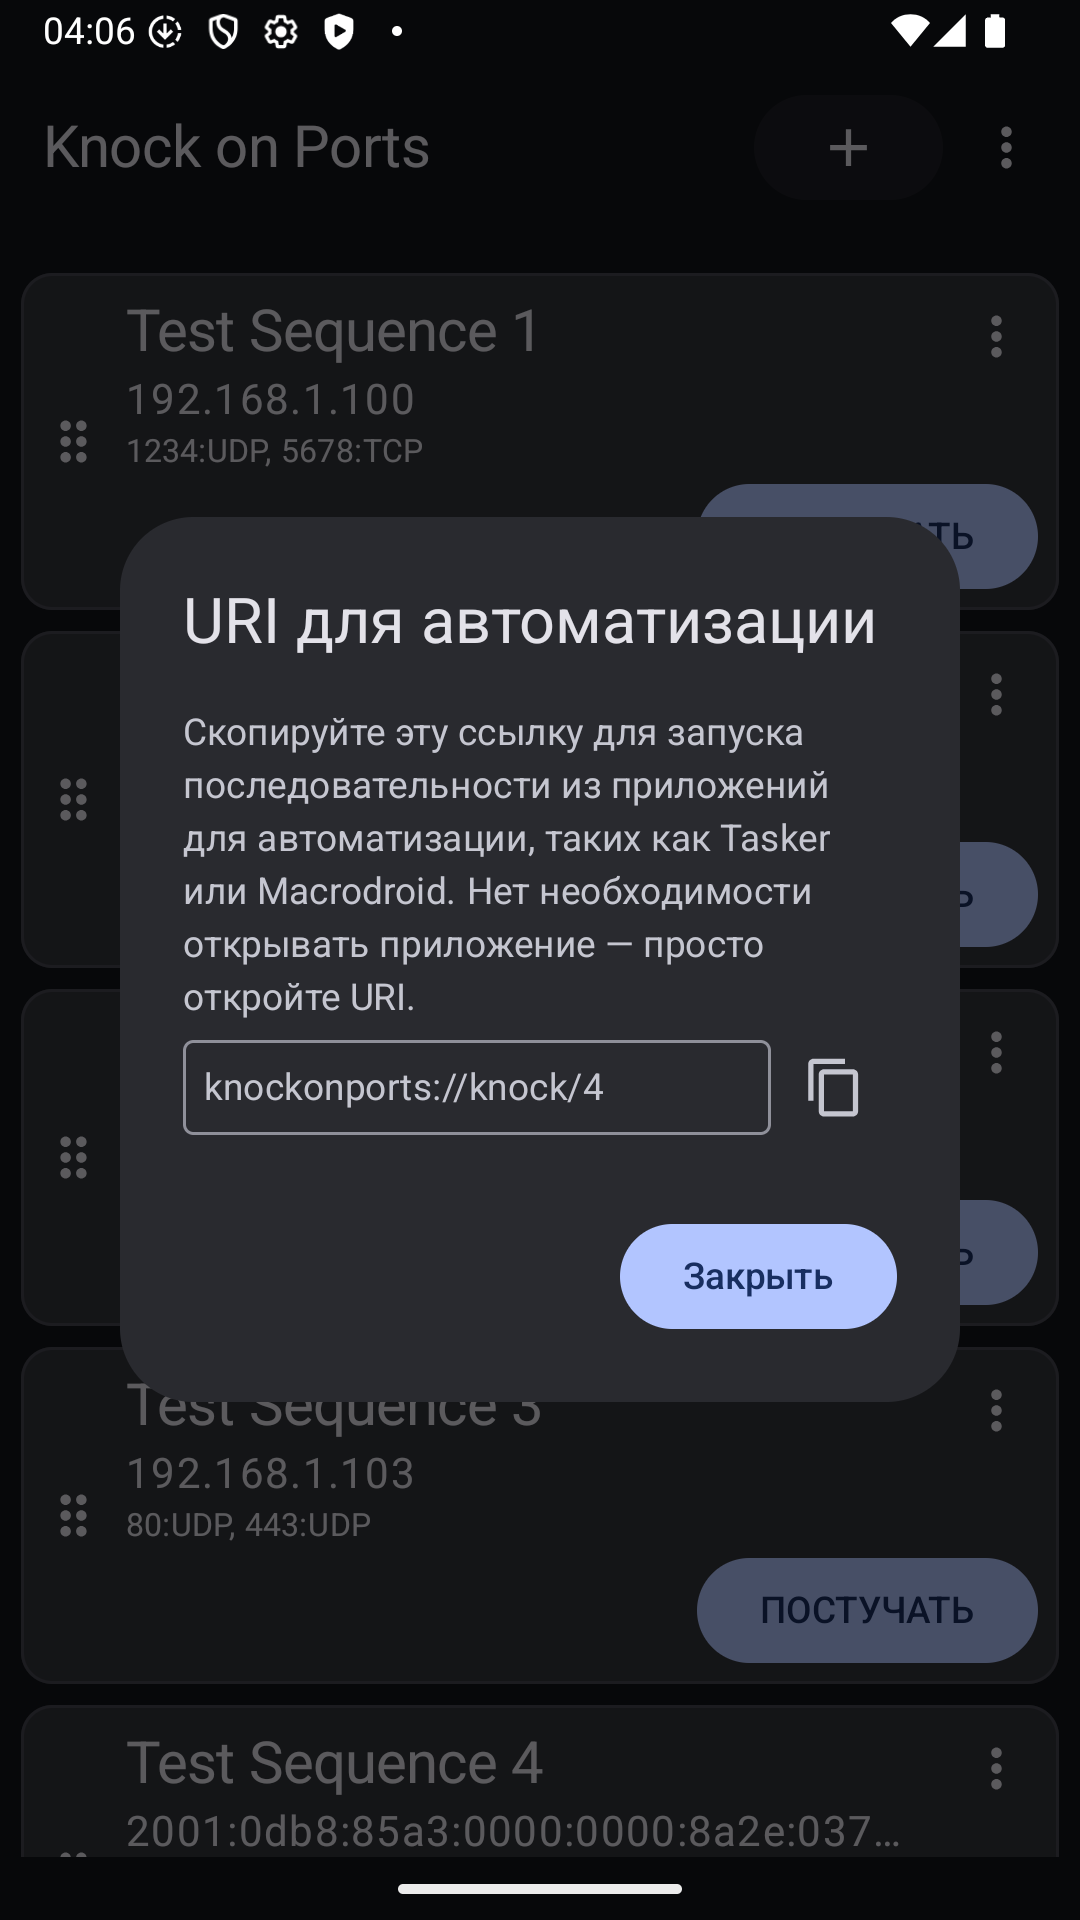 04:06
Knock on Ports
Test Sequence 1
192.168.1.100
1234:UDP, 5678:TCP
URI для автоматизации
Скопируйте эту ссылку для запуска
последовательности из приложений
для автоматизации, таких как Tasker
или Macrodroid. Нет необходимости
открывать приложение — просто
откройте URI.
knockonports://knock/4
Закрыть
Test Sequence 3
192.168.1.103
80:UDP, 443:UDP
ПОСТУЧАТЬ
Test Sequence 4
2001:0db8:85a3:0000:0000:8a2e:037…